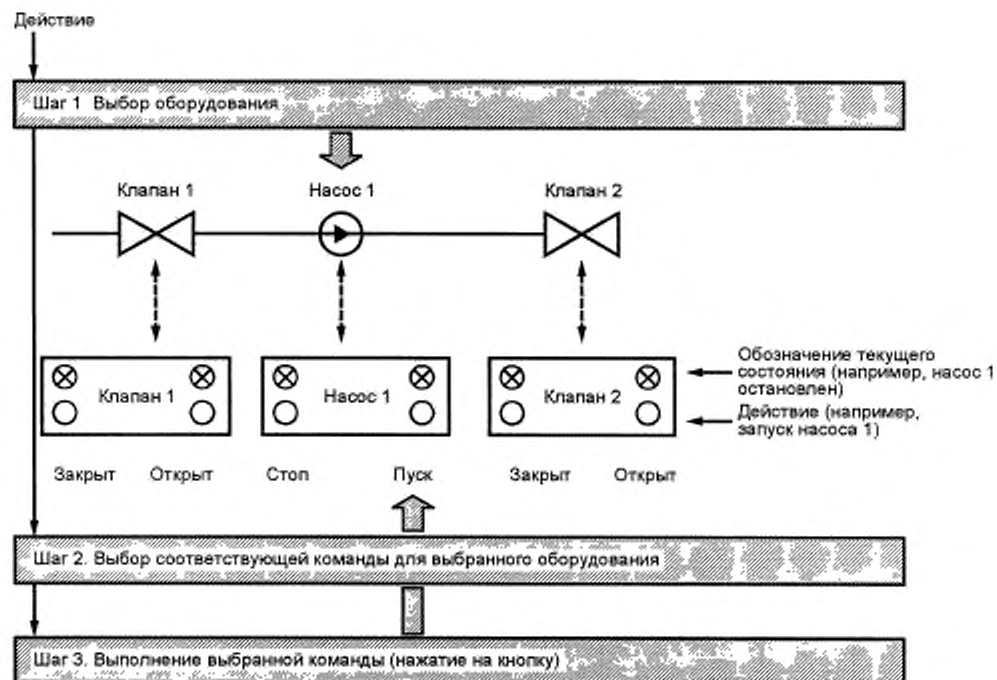 Действие
Шаг 1 Выбор оборудования
Клапан 1
Насос 1
Клапан 2
Обозначение текущего
состояния (например, насос 1
остановлен)
Действие (например,
запуск насоса 1)
Клапан 1
Насос 1
Клапан 2
Закрыт
Открыт
Стоп
Пуск
Закрыт
Открыт
Шаг 2. Выбор соответствующей команды для выбранного оборудования
Шаг 3. Выполнение выбранной команды (нажатие на кнопку)